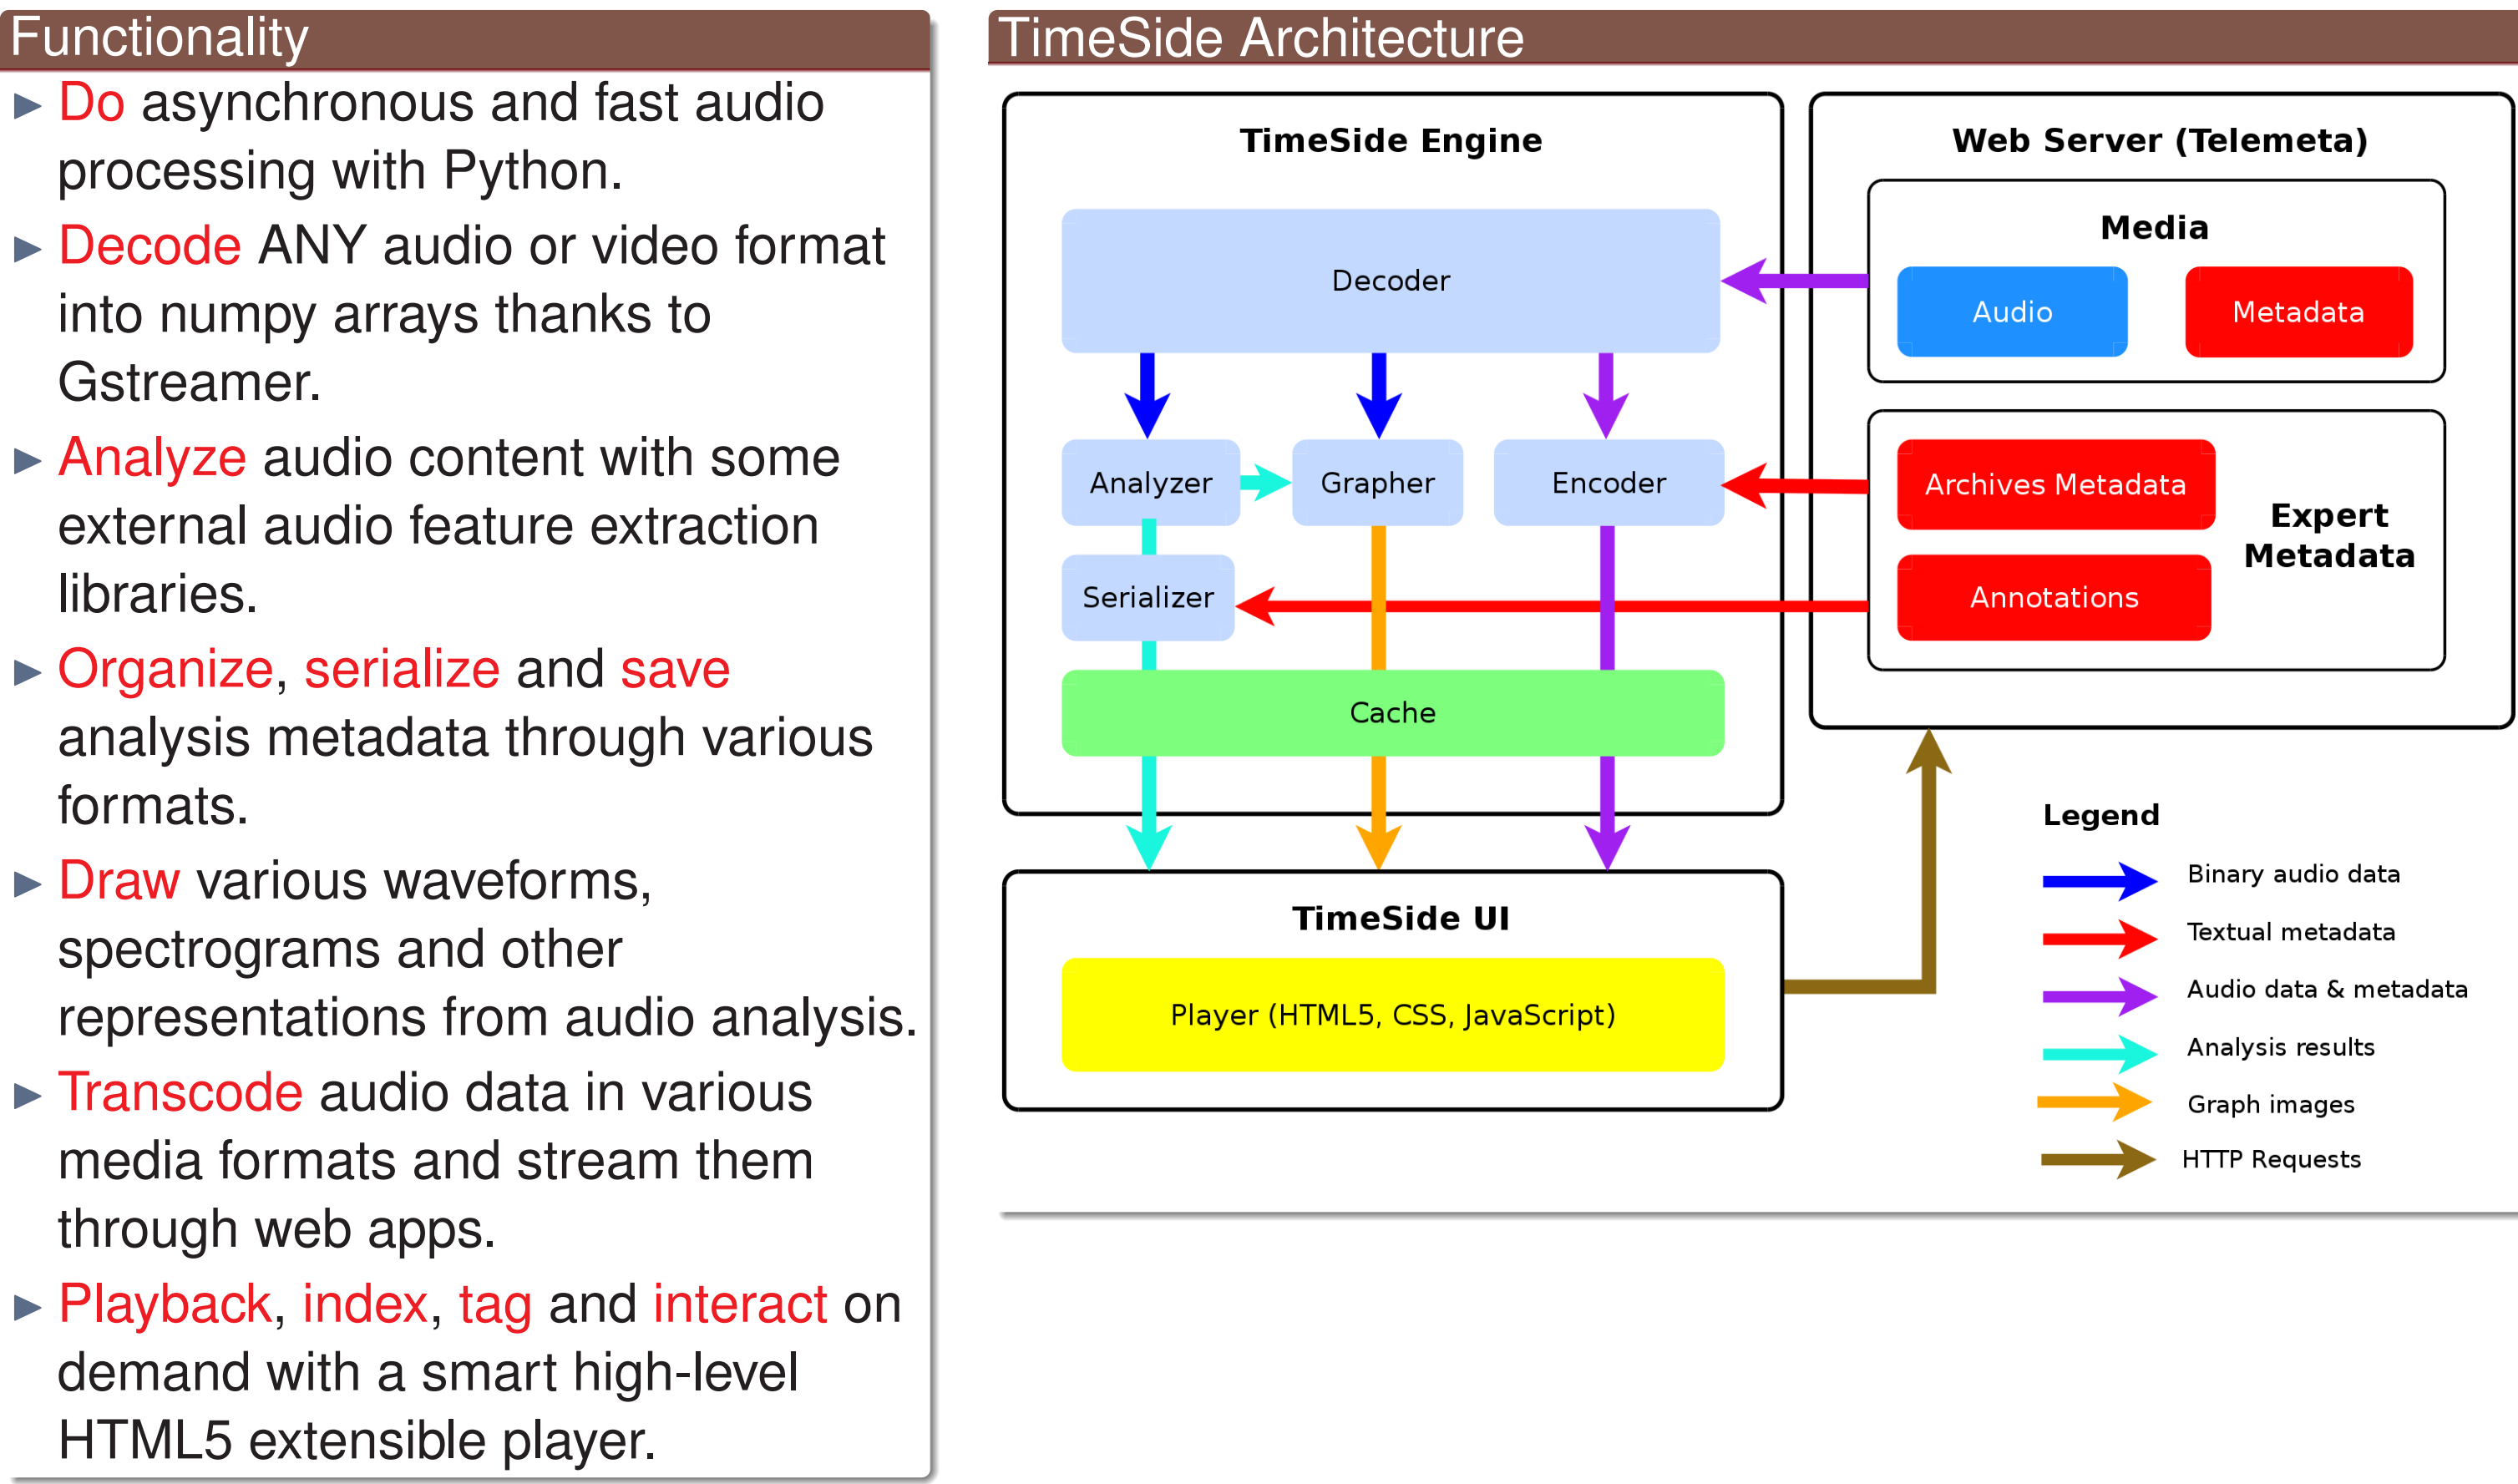 Functionality
Do asynchronous and fast audio
processing with Python.
Decode ANY audio or video format
into numpy arrays thanks to
Gstreamer.
Analyze audio content with some
external audio feature extraction
libraries.
Organize, serialize and save
analysis metadata through various
formats.
Draw various waveforms,
spectrograms and other
representations from audio analysis.
Transcode audio data in various
media formats and stream them
through web apps.
Playback, index, tag and interact on
demand with a smart high-level
HTML5 extensible player.
TimeSide Architecture
TimeSide Engine
Decoder
Analyzer
Grapher
Encoder
Serializer
Cache
Web Server (Telemeta)
Media
Audio
Metadata
Archives Metadata
Annotations
Expert
Metadata
TimeSide UI
Player (HTML5, CSS, JavaScript)
Legend
Binary audio data
Textual metadata
Audio data & metadata
Analysis results
Graph images
HTTP Requests